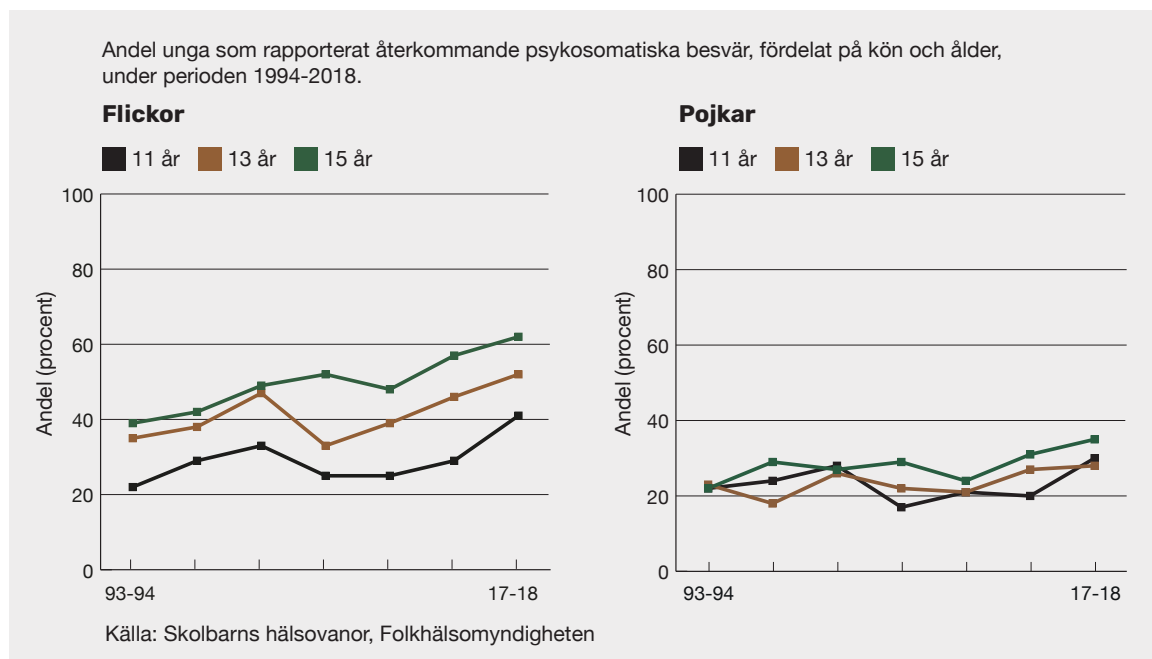 Andel unga som rapporterat återkommande psykosomatiska besvär, fördelat på kön och ålder,
under perioden 1994-2018.
Flickor
11 år 13 år 15 år
100
80
60
40
20
0
Andel (procent)
93-94 17-18
Pojkar
11 år 13 år 15 år
100
80
60
40
20
0
Andel (procent)
93-94 17-18
Källa: Skolbarns hälsovanor, Folkhälsomyndigheten